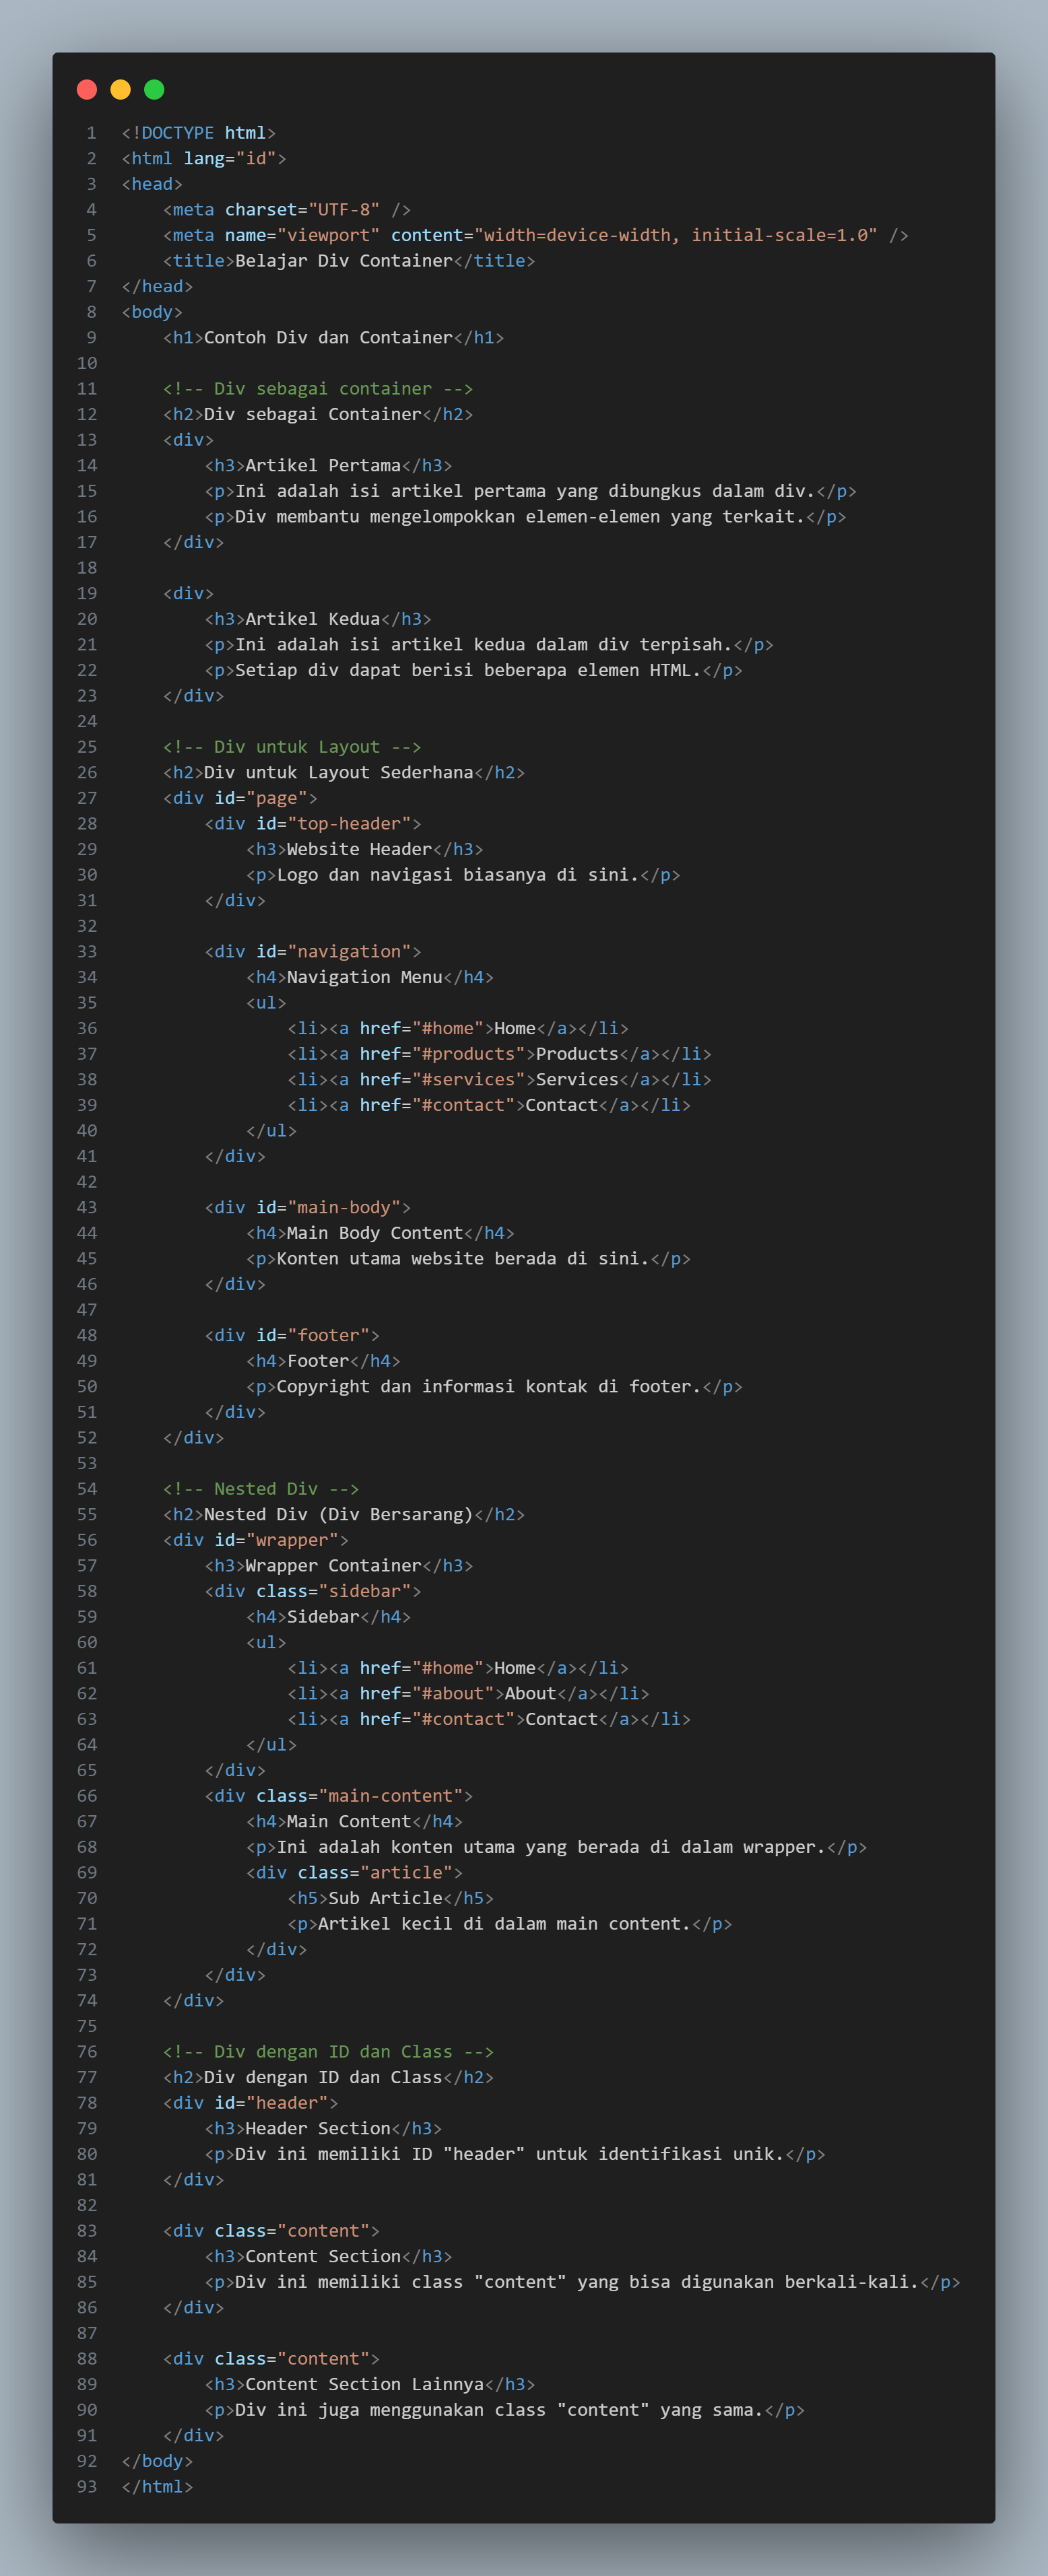 1 <!DOCTYPE html>
2 <html lang="id">
3 <head>
4     <meta charset="UTF-8" />
5     <meta name="viewport" content="width=device-width, initial-scale=1.0" />
6     <title>Belajar Div Container</title>
7 </head>
8 <body>
9     <h1>Contoh Div dan Container</h1>
10
11     <!-- Div sebagai container -->
12     <h2>Div sebagai Container</h2>
13     <div>
14         <h3>Artikel Pertama</h3>
15         <p>Ini adalah isi artikel pertama yang dibungkus dalam div.</p>
16         <p>Div membantu mengelompokkan elemen-elemen yang terkait.</p>
17     </div>
18
19     <div>
20         <h3>Artikel Kedua</h3>
21         <p>Ini adalah isi artikel kedua dalam div terpisah.</p>
22         <p>Setiap div dapat berisi beberapa elemen HTML.</p>
23     </div>
24
25     <!-- Div untuk Layout -->
26     <h2>Div untuk Layout Sederhana</h2>
27     <div id="page">
28         <div id="top-header">
29             <h3>Website Header</h3>
30             <p>Logo dan navigasi biasanya di sini.</p>
31         </div>
32
33         <div id="navigation">
34             <h4>Navigation Menu</h4>
35             <ul>
36                 <li><a href="#home">Home</a></li>
37                 <li><a href="#products">Products</a></li>
38                 <li><a href="#services">Services</a></li>
39                 <li><a href="#contact">Contact</a></li>
40             </ul>
41         </div>
42
43         <div id="main-body">
44             <h4>Main Body Content</h4>
45             <p>Konten utama website berada di sini.</p>
46         </div>
47
48         <div id="footer">
49             <h4>Footer</h4>
50             <p>Copyright dan informasi kontak di footer.</p>
51         </div>
52     </div>
53
54     <!-- Nested Div -->
55     <h2>Nested Div (Div Bersarang)</h2>
56     <div id="wrapper">
57         <h3>Wrapper Container</h3>
58         <div class="sidebar">
59             <h4>Sidebar</h4>
60             <ul>
61                 <li><a href="#home">Home</a></li>
62                 <li><a href="#about">About</a></li>
63                 <li><a href="#contact">Contact</a></li>
64             </ul>
65         </div>
66         <div class="main-content">
67             <h4>Main Content</h4>
68             <p>Ini adalah konten utama yang berada di dalam wrapper.</p>
69             <div class="article">
70                 <h5>Sub Article</h5>
71                 <p>Artikel kecil di dalam main content.</p>
72             </div>
73         </div>
74     </div>
75
76     <!-- Div dengan ID dan Class -->
77     <h2>Div dengan ID dan Class</h2>
78     <div id="header">
79         <h3>Header Section</h3>
80         <p>Div ini memiliki ID "header" untuk identifikasi unik.</p>
81     </div>
82
83     <div class="content">
84         <h3>Content Section</h3>
85         <p>Div ini memiliki class "content" yang bisa digunakan berkali-kali.</p>
86     </div>
87
88     <div class="content">
89         <h3>Content Section Lainnya</h3>
90         <p>Div ini juga menggunakan class "content" yang sama.</p>
91     </div>
92 </body>
93 </html>